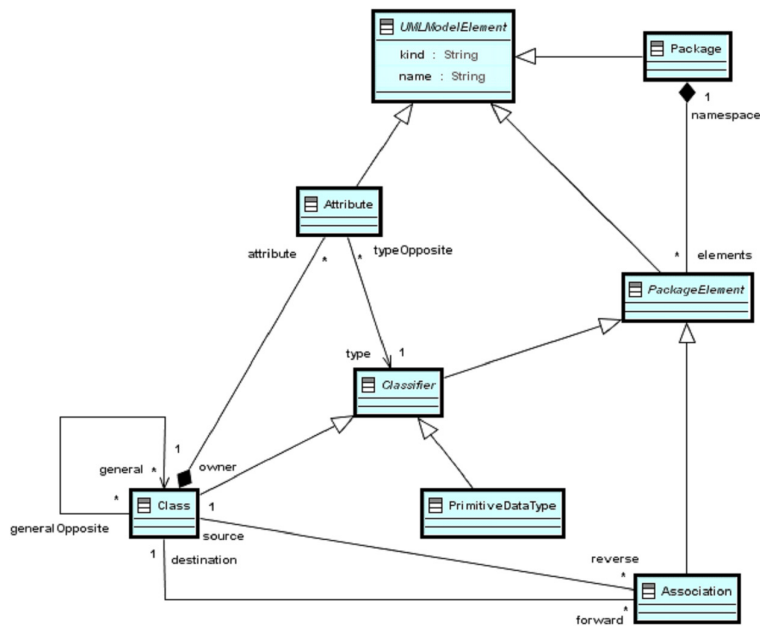 UMLModelElement
kind : String
name : String
Package
1
namespace
Attribute
attribute
*
*
typeOpposite
*
elements
PackageElement
type
1
Classifier
1
general
*
owner
*
Class
1
PrimitiveDataType
generalOpposite
source
1
destination
reverse
*
Association
*
forward